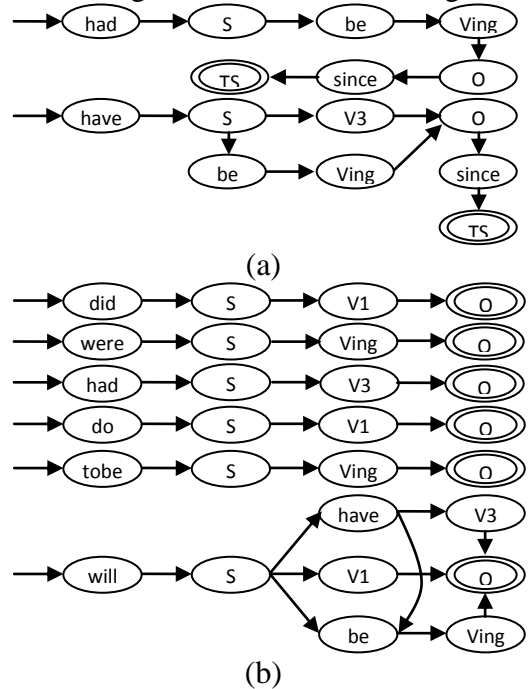 had S be Ving
TS since O
have S V3 O
be Ving since
TS
(a)
did S V1 O
were S Ving O
had S V3 O
do S V1 O
tobe S Ving O
have V3
will S V1 O
be Ving
(b)